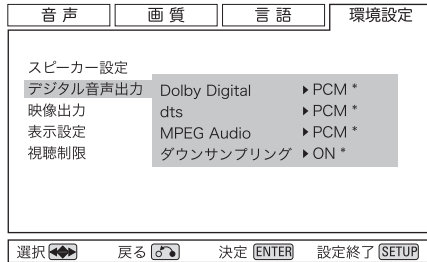 音声 画質 言語 環境設定
スピーカー設定
デジタル音声出力 Dolby Digital ▶PCM *
映像出力 dts ▶PCM *
表示設定 MPEG Audio ▶PCM *
視聴制限 ダウンサンプリング ▶ON *
選択 戻る 決定 ENTER 設定終了 SETUP